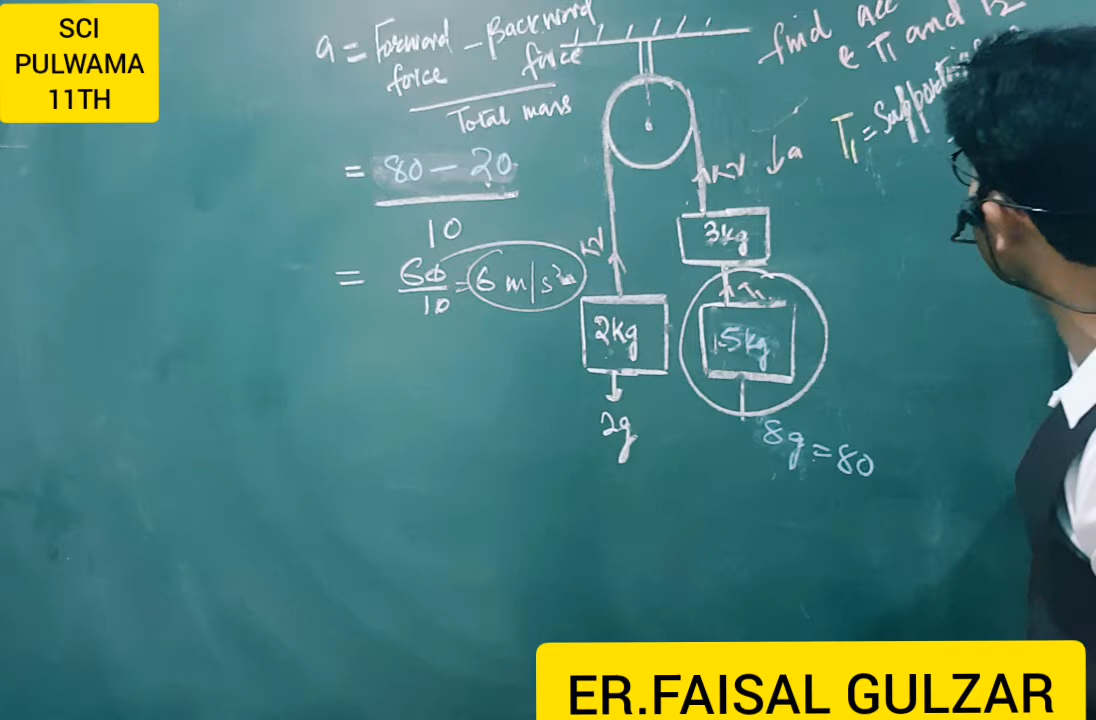 SCI
PULWAMA
11TH
a = Forward force - Backward force
Total mass
= 80 - 20
10
= 60
10
= 6 m/s²
find Acc
& T1 and T2
T1 =
↓a
3kg
T1
2kg
5kg
2g
8g = 80
ER.FAISAL GULZAR